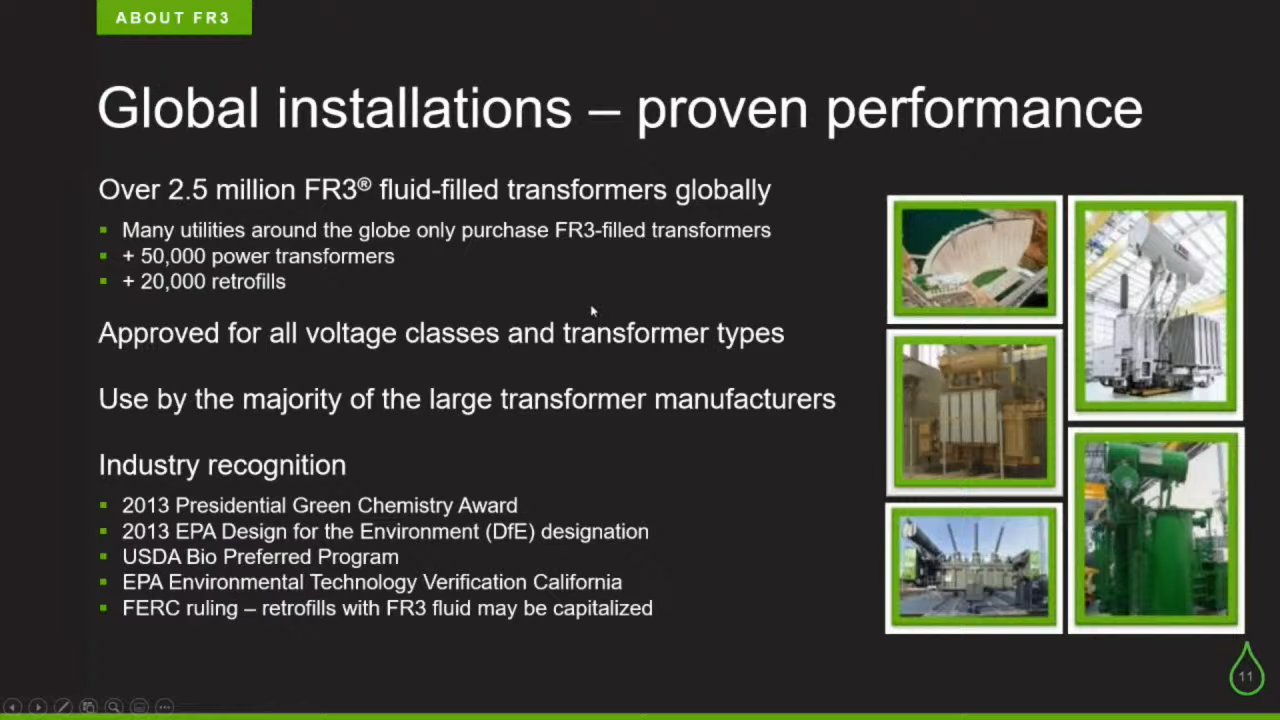 ABOUT FR3
Global installations – proven performance
Over 2.5 million FR3® fluid-filled transformers globally
Many utilities around the globe only purchase FR3-filled transformers
+ 50,000 power transformers
+ 20,000 retrofills
Approved for all voltage classes and transformer types
Use by the majority of the large transformer manufacturers
Industry recognition
2013 Presidential Green Chemistry Award
2013 EPA Design for the Environment (DfE) designation
USDA Bio Preferred Program
EPA Environmental Technology Verification California
FERC ruling – retrofills with FR3 fluid may be capitalized
11